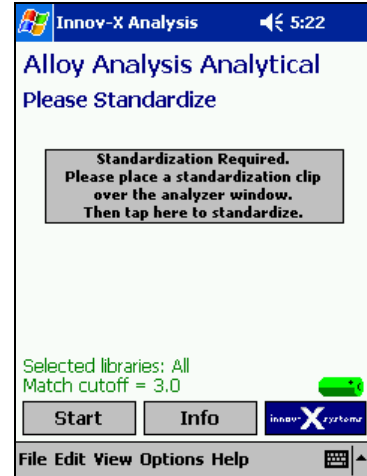 Innov-X Analysis 5:22
Alloy Analysis Analytical
Please Standardize
Standardization Required.
Please place a standardization clip
over the analyzer window.
Then tap here to standardize.
Selected libraries: All
Match cutoff = 3.0
Start Info innov-X systems
File Edit View Options Help